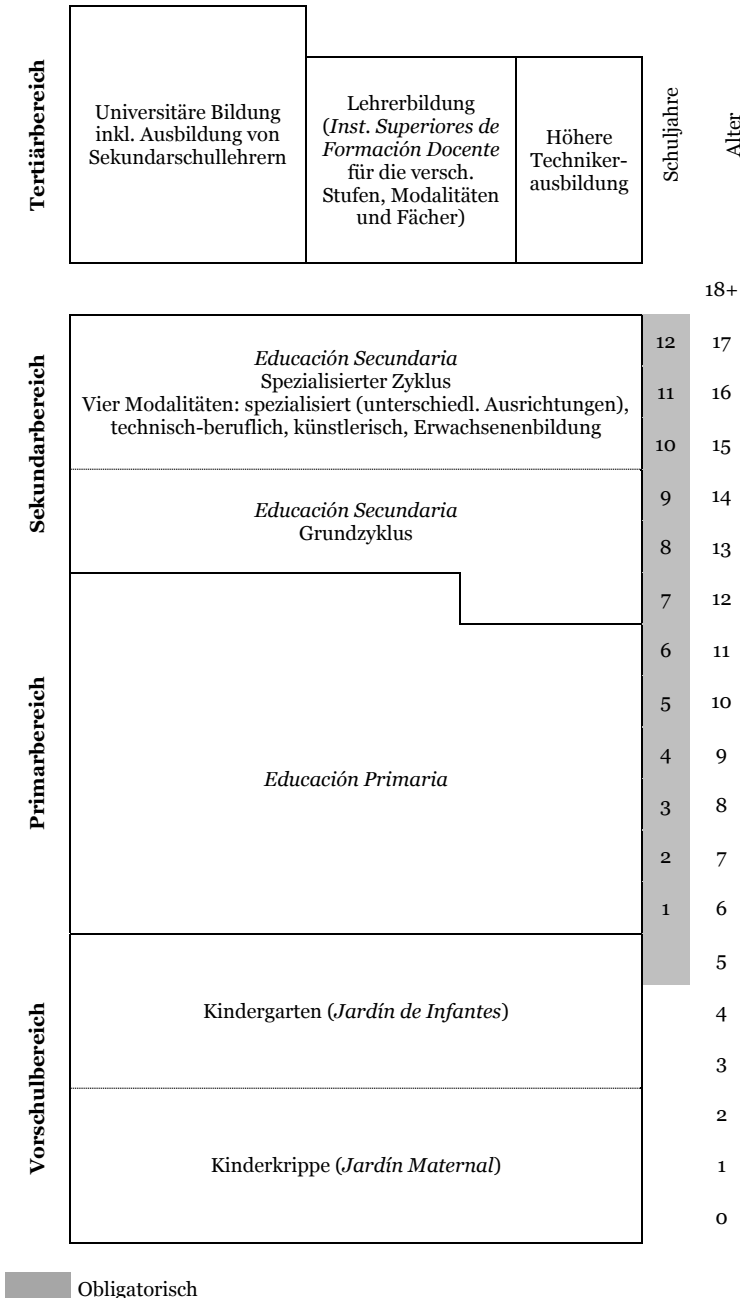 Tertiärbereich
Universitäre Bildung
inkl. Ausbildung von
Sekundarschullehrern
Lehrerbildung
(Inst. Superiores de
Formación Docente
für die versch.
Stufen, Modalitäten
und Fächer)
Höhere
Techniker-
ausbildung
Schuljahre
Alter
18+
Sekundarbereich
Educación Secundaria
Spezialisierter Zyklus
Vier Modalitäten: spezialisiert (unterschiedl. Ausrichtungen),
technisch-beruflich, künstlerisch, Erwachsenenbildung
12 17
11 16
10 15
Educación Secundaria
Grundzyklus
9 14
8 13
7 12
Primarbereich
Educación Primaria
6 11
5 10
4 9
3 8
2 7
1 6
Vorschulbereich
Kindergarten (Jardín de Infantes)
5
4
3
Kinderkrippe (Jardín Maternal)
2
1
0
Obligatorisch